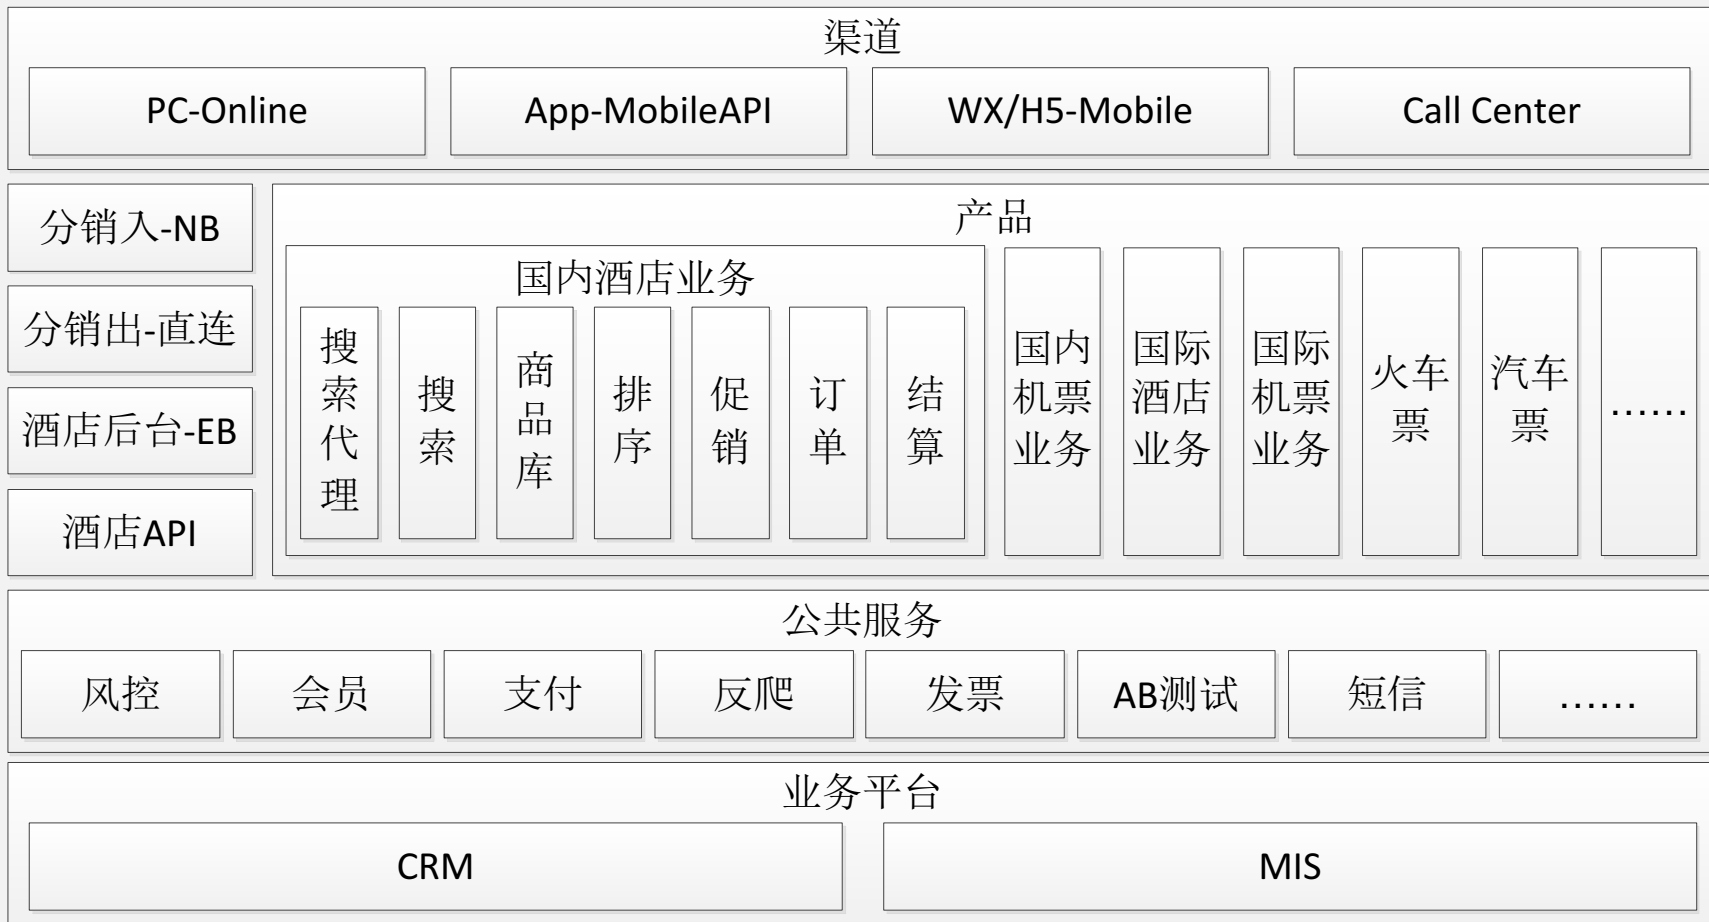 渠道
PC-Online
App-MobileAPI
WX/H5-Mobile
Call Center
分销入-NB
分销出-直连
酒店后台-EB
酒店API
产品
国内酒店业务
搜索代理
搜索
商品库
排序
促销
订单
结算
国内
机票
业务
国际
酒店
业务
国际
机票
业务
火车
票
汽车
票
……
公共服务
风控
会员
支付
反爬
发票
AB测试
短信
……
业务平台
CRM
MIS